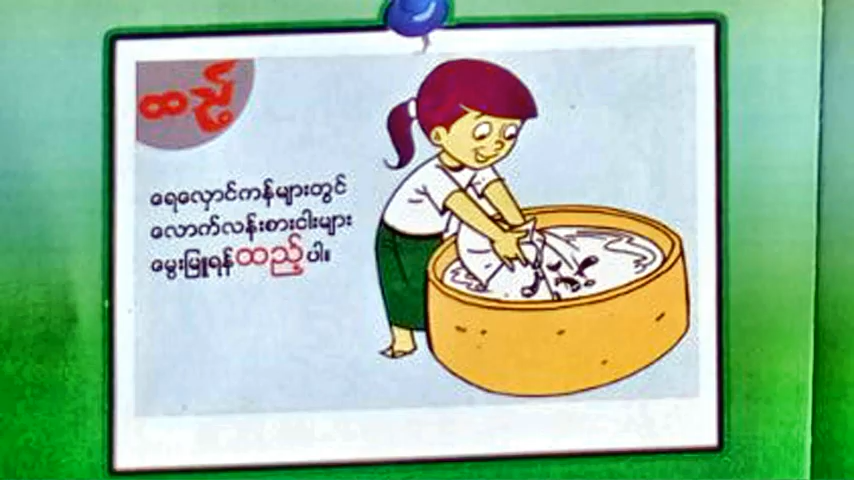 ထည့်
ရေလှောင်ကန်များတွင်
လောက်လန်းစားငါးများ
မွေးမြူရန်ထည့်ပါ။